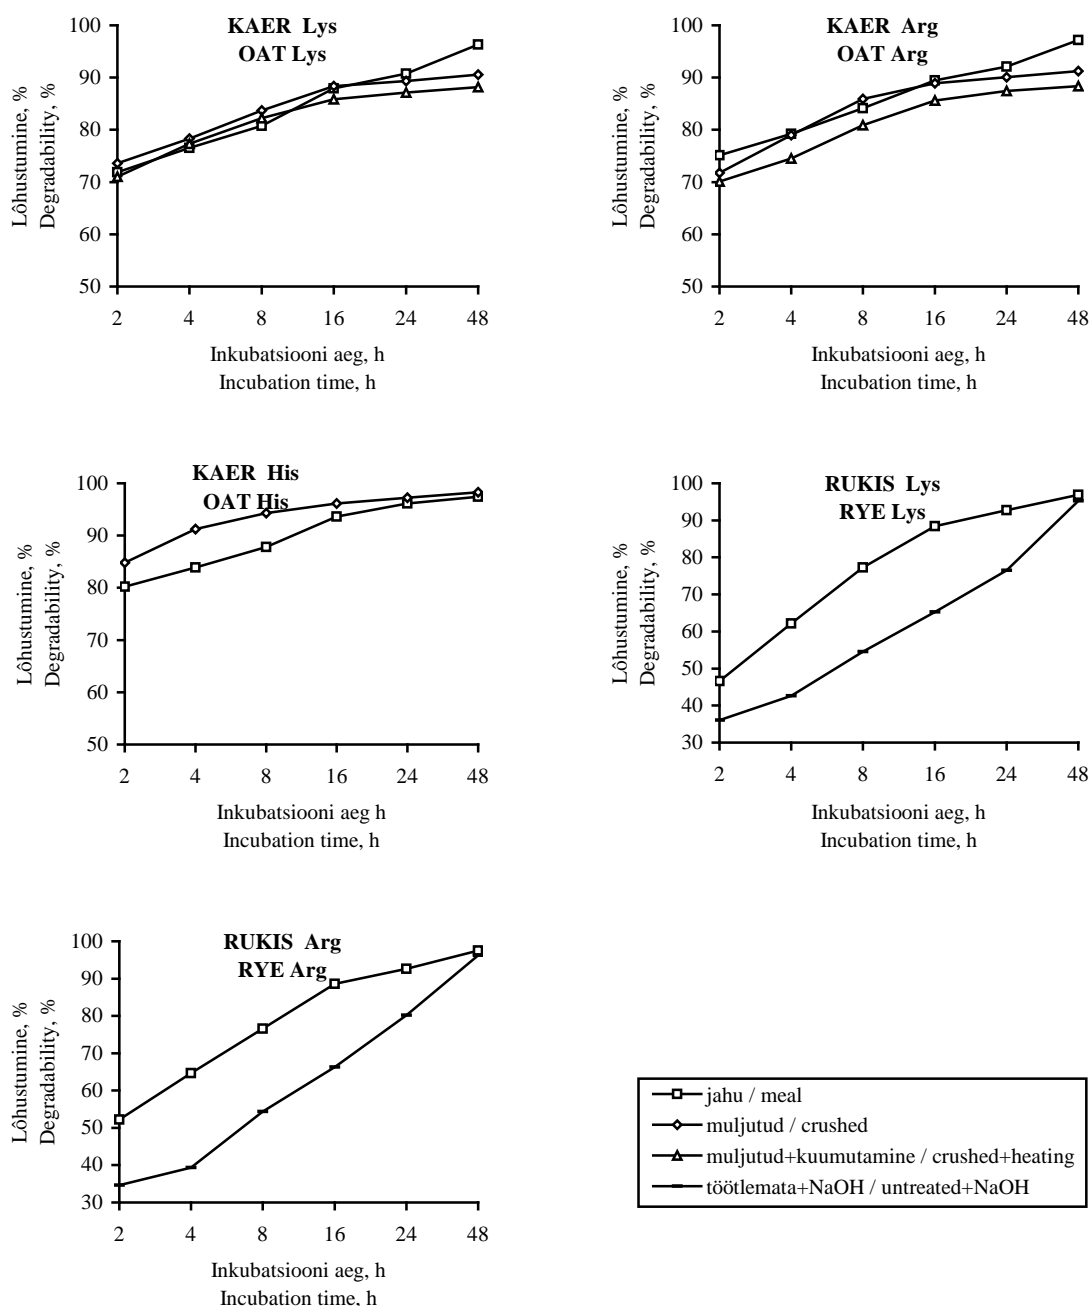 KAER Lys
OAT Lys
Lôhustumine, %
Degradability, %
100
90
80
70
60
50
2 4 8 16 24 48
Inkubatsiooni aeg, h
Incubation time, h
KAER Arg
OAT Arg
Lôhustumine, %
Degradability, %
100
90
80
70
60
50
2 4 8 16 24 48
Inkubatsiooni aeg, h
Incubation time, h
KAER His
OAT His
Lôhustumine, %
Degradability, %
100
90
80
70
60
50
2 4 8 16 24 48
Inkubatsiooni aeg h
Incubation time, h
RUKIS Lys
RYE Lys
Lôhustumine, %
Degradability, %
100
90
80
70
60
50
40
30
2 4 8 16 24 48
Inkubatsiooni aeg, h
Incubation time, h
RUKIS Arg
RYE Arg
Lôhustumine, %
Degradability, %
100
90
80
70
60
50
40
30
2 4 8 16 24 48
Inkubatsiooni aeg, h
Incubation time, h
jahu / meal
muljutud / crushed
muljutud+kuumutamine / crushed+heating
töötlemata+NaOH / untreated+NaOH